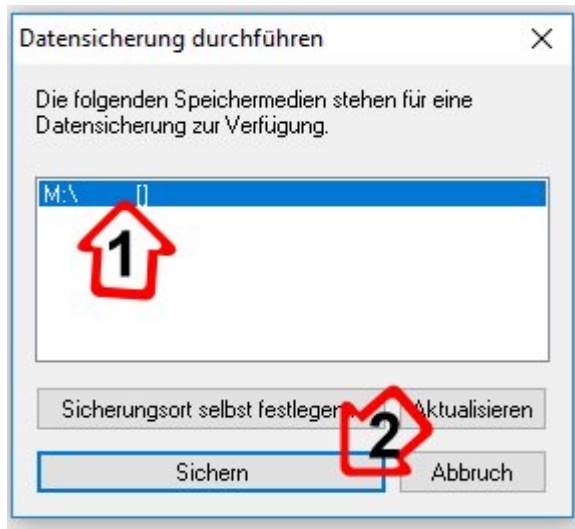 Datensicherung durchführen
Die folgenden Speichermedien stehen für eine
Datensicherung zur Verfügung.
M:\ []
1
Sicherungsort selbst festlegen
Aktualisieren
2
Sichern
Abbruch